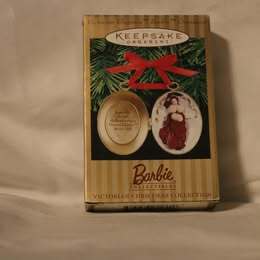 KEEPSAKE
ORNAMENT
Barbie
COLLECTIBLES
VICTORIAN CHRISTMAS COLLECTION